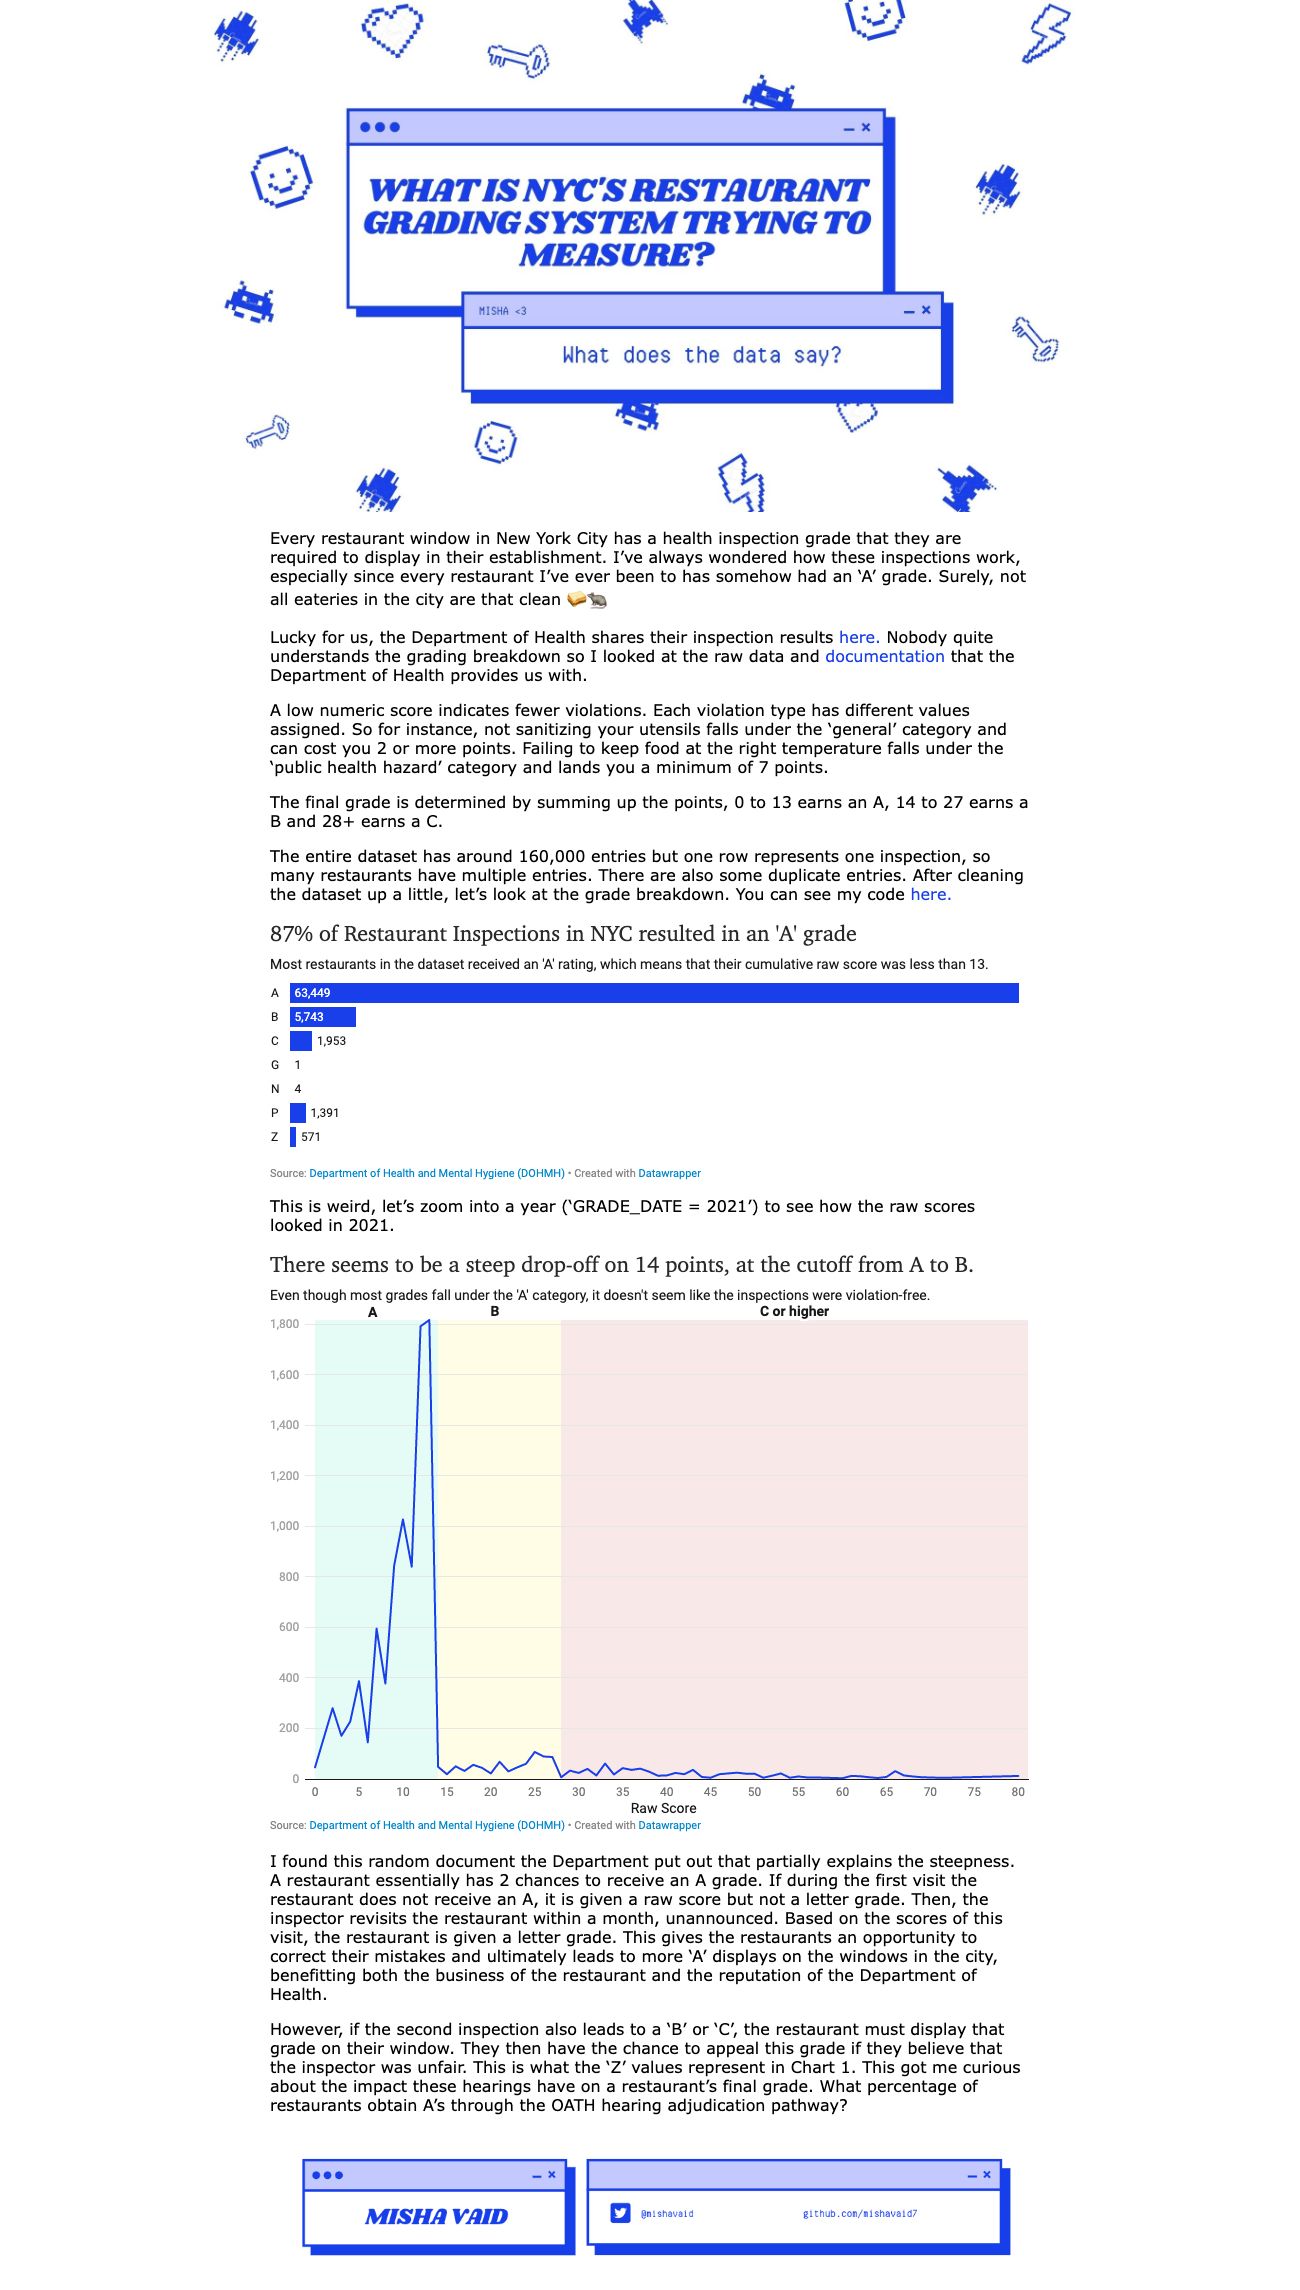 WHAT IS NYC'S RESTAURANT
GRADING SYSTEM TRYING TO
MEASURE?
MISHA <3
What does the data say?
Every restaurant window in New York City has a health inspection grade that they are
required to display in their establishment. I’ve always wondered how these inspections work,
especially since every restaurant I’ve ever been to has somehow had an ‘A’ grade. Surely, not
all eateries in the city are that clean 🥪🐀
Lucky for us, the Department of Health shares their inspection results here. Nobody quite
understands the grading breakdown so I looked at the raw data and documentation that the
Department of Health provides us with.
A low numeric score indicates fewer violations. Each violation type has different values
assigned. So for instance, not sanitizing your utensils falls under the ‘general’ category and
can cost you 2 or more points. Failing to keep food at the right temperature falls under the
‘public health hazard’ category and lands you a minimum of 7 points.
The final grade is determined by summing up the points, 0 to 13 earns an A, 14 to 27 earns a
B and 28+ earns a C.
The entire dataset has around 160,000 entries but one row represents one inspection, so
many restaurants have multiple entries. There are also some duplicate entries. After cleaning
the dataset up a little, let’s look at the grade breakdown. You can see my code here.
87% of Restaurant Inspections in NYC resulted in an 'A' grade
Most restaurants in the dataset received an 'A' rating, which means that their cumulative raw score was less than 13.
A 63,449
B 5,743
C 1,953
G 1
N 4
P 1,391
Z 571
Source: Department of Health and Mental Hygiene (DOHMH) • Created with Datawrapper
This is weird, let’s zoom into a year (‘GRADE_DATE = 2021’) to see how the raw scores
looked in 2021.
There seems to be a steep drop-off on 14 points, at the cutoff from A to B.
Even though most grades fall under the 'A' category, it doesn't seem like the inspections were violation-free.
A B C or higher
1,800
1,600
1,400
1,200
1,000
800
600
400
200
0
0 5 10 15 20 25 30 35 40 45 50 55 60 65 70 75 80
Raw Score
Source: Department of Health and Mental Hygiene (DOHMH) • Created with Datawrapper
I found this random document the Department put out that partially explains the steepness.
A restaurant essentially has 2 chances to receive an A grade. If during the first visit the
restaurant does not receive an A, it is given a raw score but not a letter grade. Then, the
inspector revisits the restaurant within a month, unannounced. Based on the scores of this
visit, the restaurant is given a letter grade. This gives the restaurants an opportunity to
correct their mistakes and ultimately leads to more ‘A’ displays on the windows in the city,
benefitting both the business of the restaurant and the reputation of the Department of
Health.
However, if the second inspection also leads to a ‘B’ or ‘C’, the restaurant must display that
grade on their window. They then have the chance to appeal this grade if they believe that
the inspector was unfair. This is what the ‘Z’ values represent in Chart 1. This got me curious
about the impact these hearings have on a restaurant’s final grade. What percentage of
restaurants obtain A’s through the OATH hearing adjudication pathway?
MISHA VAID
@mishavaid
github.com/mishavaid7